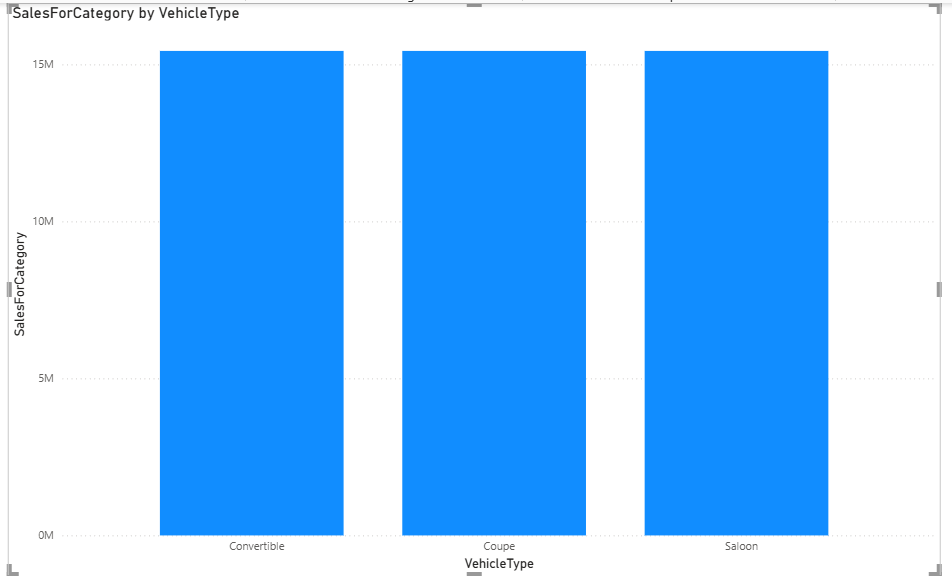 SalesForCategory by VehicleType
15M
10M
5M
0M
SalesForCategory
Convertible Coupe Saloon
VehicleType